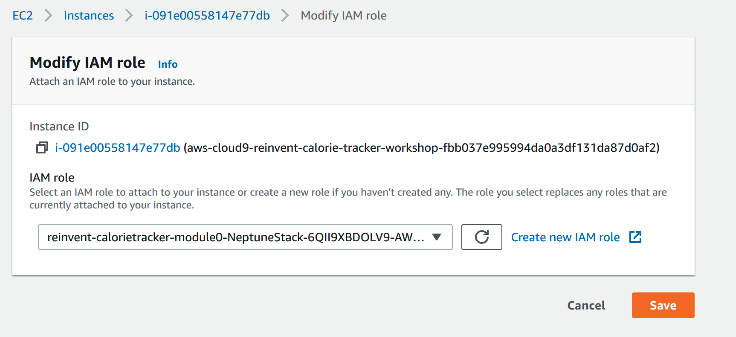 EC2 > Instances > i-091e00558147e77db > Modify IAM role
Modify IAM role Info
Attach an IAM role to your instance.
Instance ID
i-091e00558147e77db (aws-cloud9-reinvent-calorie-tracker-workshop-fbb037e995994da0a3df131da87d0af2)
IAM role
Select an IAM role to attach to your instance or create a new role if you haven't created any. The role you select replaces any roles that are
currently attached to your instance.
reinvent-calorietracker-module0-NeptuneStack-6QII9XBDOLV9-AW...
Create new IAM role
Cancel Save